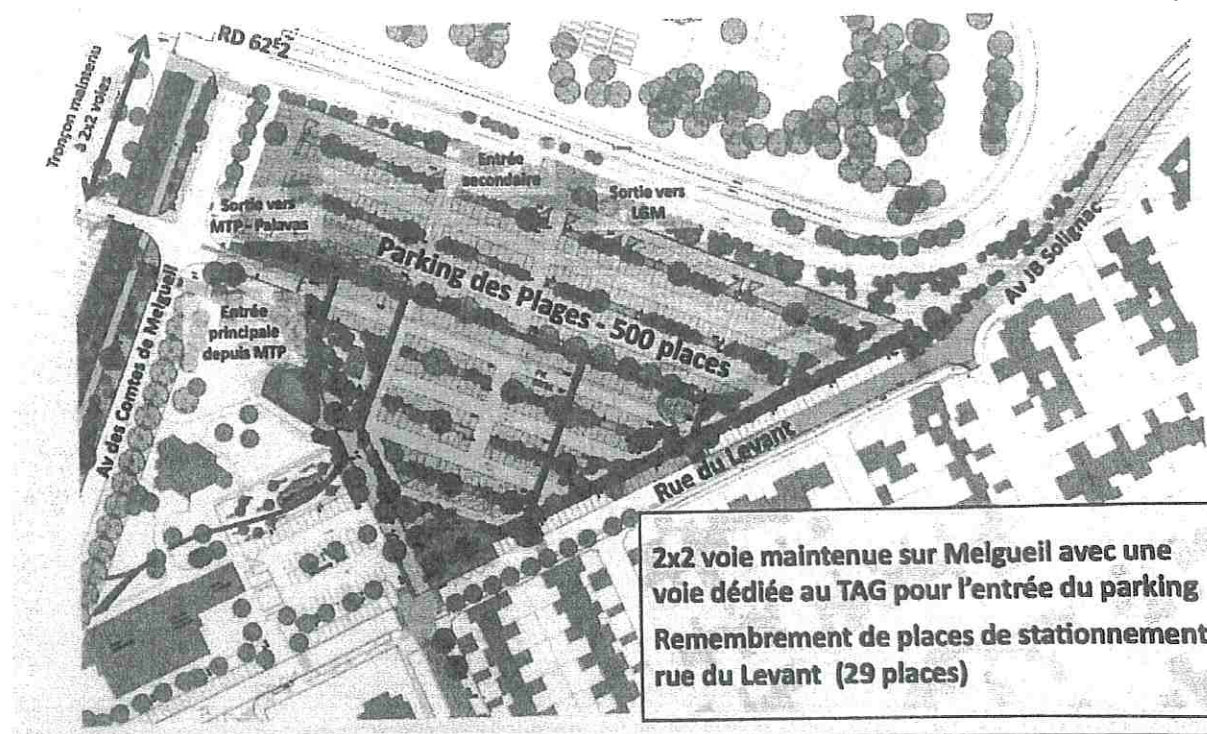 RD 62E2
Tronçon maintenu
à 2x2 voies
Entrée
secondaire
Sortie vers
LGM
Sortie vers
MTP - Palavas
Parking des Plages - 500 places
Entrée
principale
depuis MTP
Av des Comtes de Melgueil
Av JB Solignac
Rue du Levant
2x2 voie maintenue sur Melgueil avec une
voie dédiée au TAG pour l'entrée du parking
Remembrement de places de stationnement
rue du Levant (29 places)